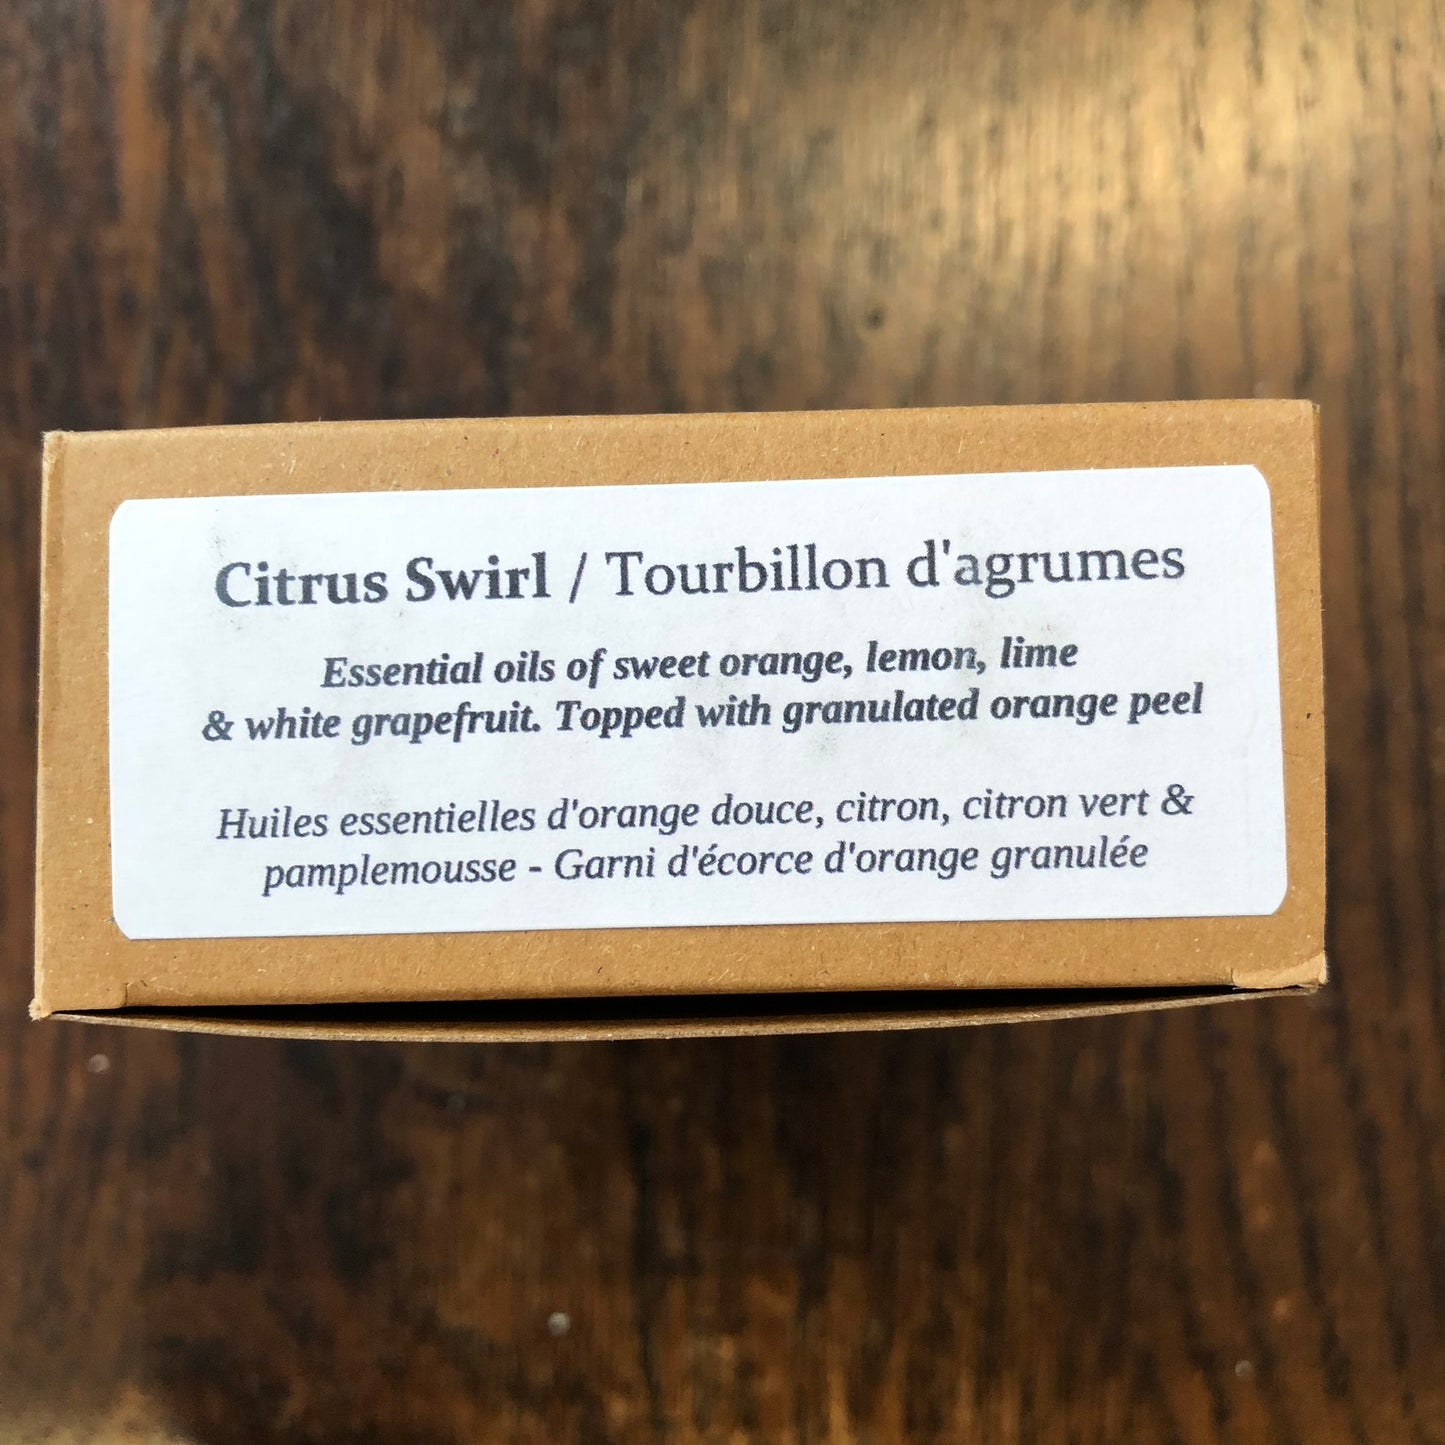 Citrus Swirl / Tourbillon d'agrumes
Essential oils of sweet orange, lemon, lime
& white grapefruit. Topped with granulated orange peel
Huiles essentielles d'orange douce, citron, citron vert &
pamplemousse - Garni d'écorce d'orange granulée